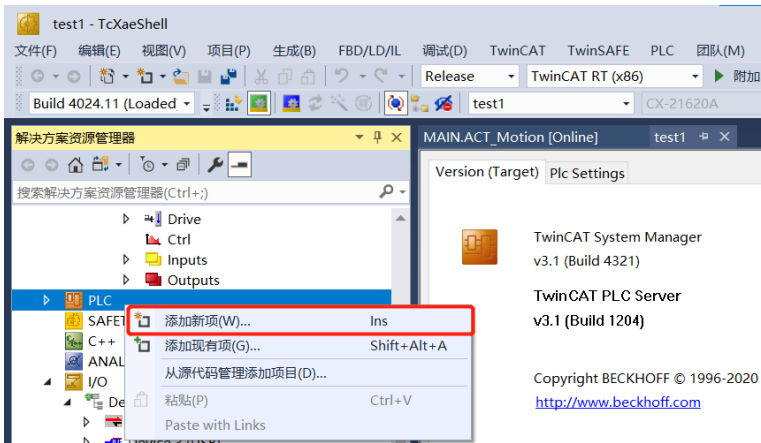 test1 - TcXaeShell
文件(F) 编辑(E) 视图(V) 项目(P) 生成(B) FBD/LD/IL 调试(D) TwinCAT TwinSAFE PLC 团队(M)
Release TwinCAT RT (x86) 附加
Build 4024.11 (Loaded test1 CX-21620A
解决方案资源管理器
MAIN.ACT_Motion [Online] test1
Version (Target) Plc Settings
搜索解决方案资源管理器(Ctrl+;)
Drive
Ctrl
Inputs
Outputs
TwinCAT System Manager
v3.1 (Build 4321)
TwinCAT PLC Server
v3.1 (Build 1204)
Copyright BECKHOFF © 1996-2020
http://www.beckhoff.com
PLC
SAFET
C++
ANAL
I/O
De
添加新项(W)... Ins
添加现有项(G)... Shift+Alt+A
从源代码管理添加项目(D)...
粘贴(P) Ctrl+V
Paste with Links